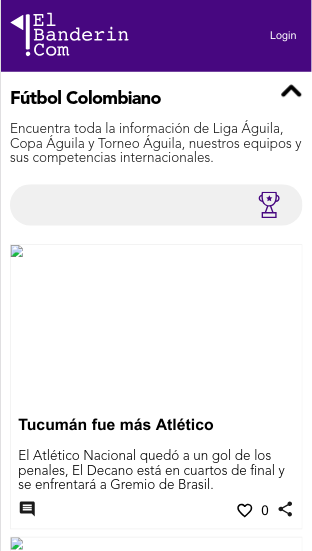 El
Banderin
Com
Login
Fútbol Colombiano
Encuentra toda la información de Liga Águila,
Copa Águila y Torneo Águila, nuestros equipos y
sus competencias internacionales.
Tucumán fue más Atlético
El Atlético Nacional quedó a un gol de los
penales, El Decano está en cuartos de final y
se enfrentará a Gremio de Brasil.
0